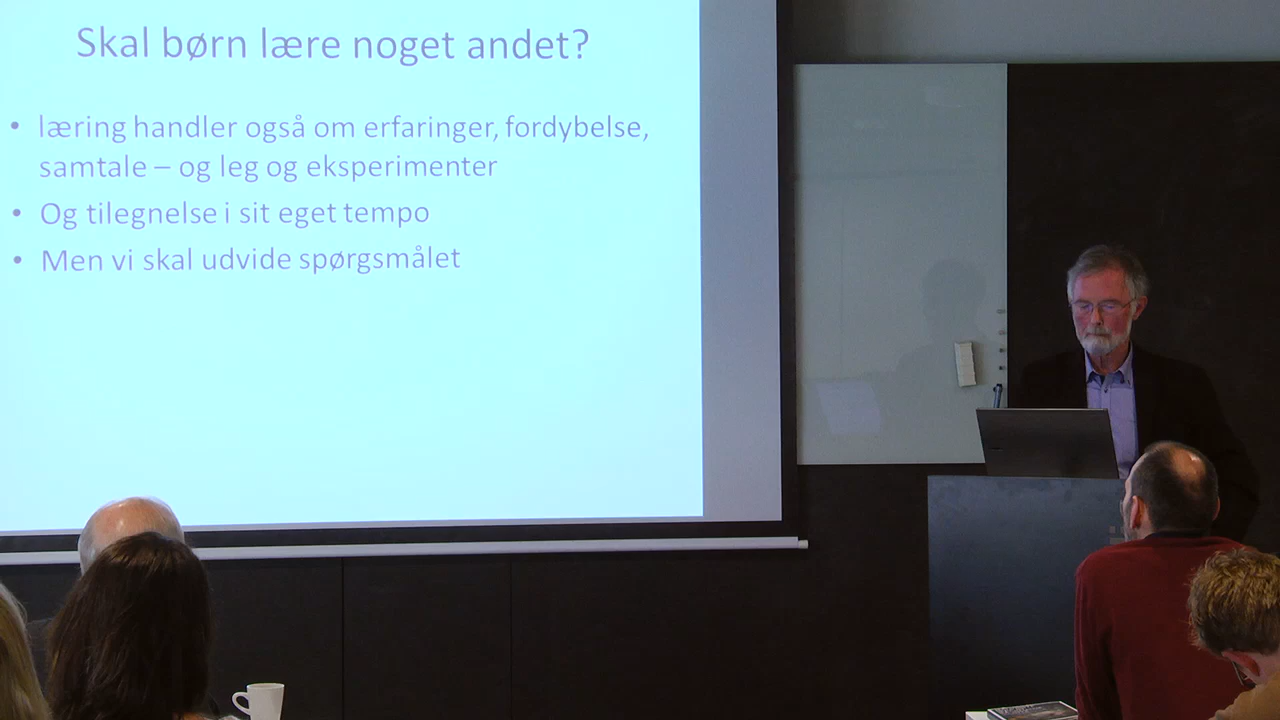 Skal børn lære noget andet?
• læring handler også om erfaringer, fordybelse,
samtale – og leg og eksperimenter
• Og tilegnelse i sit eget tempo
• Men vi skal udvide spørgsmålet